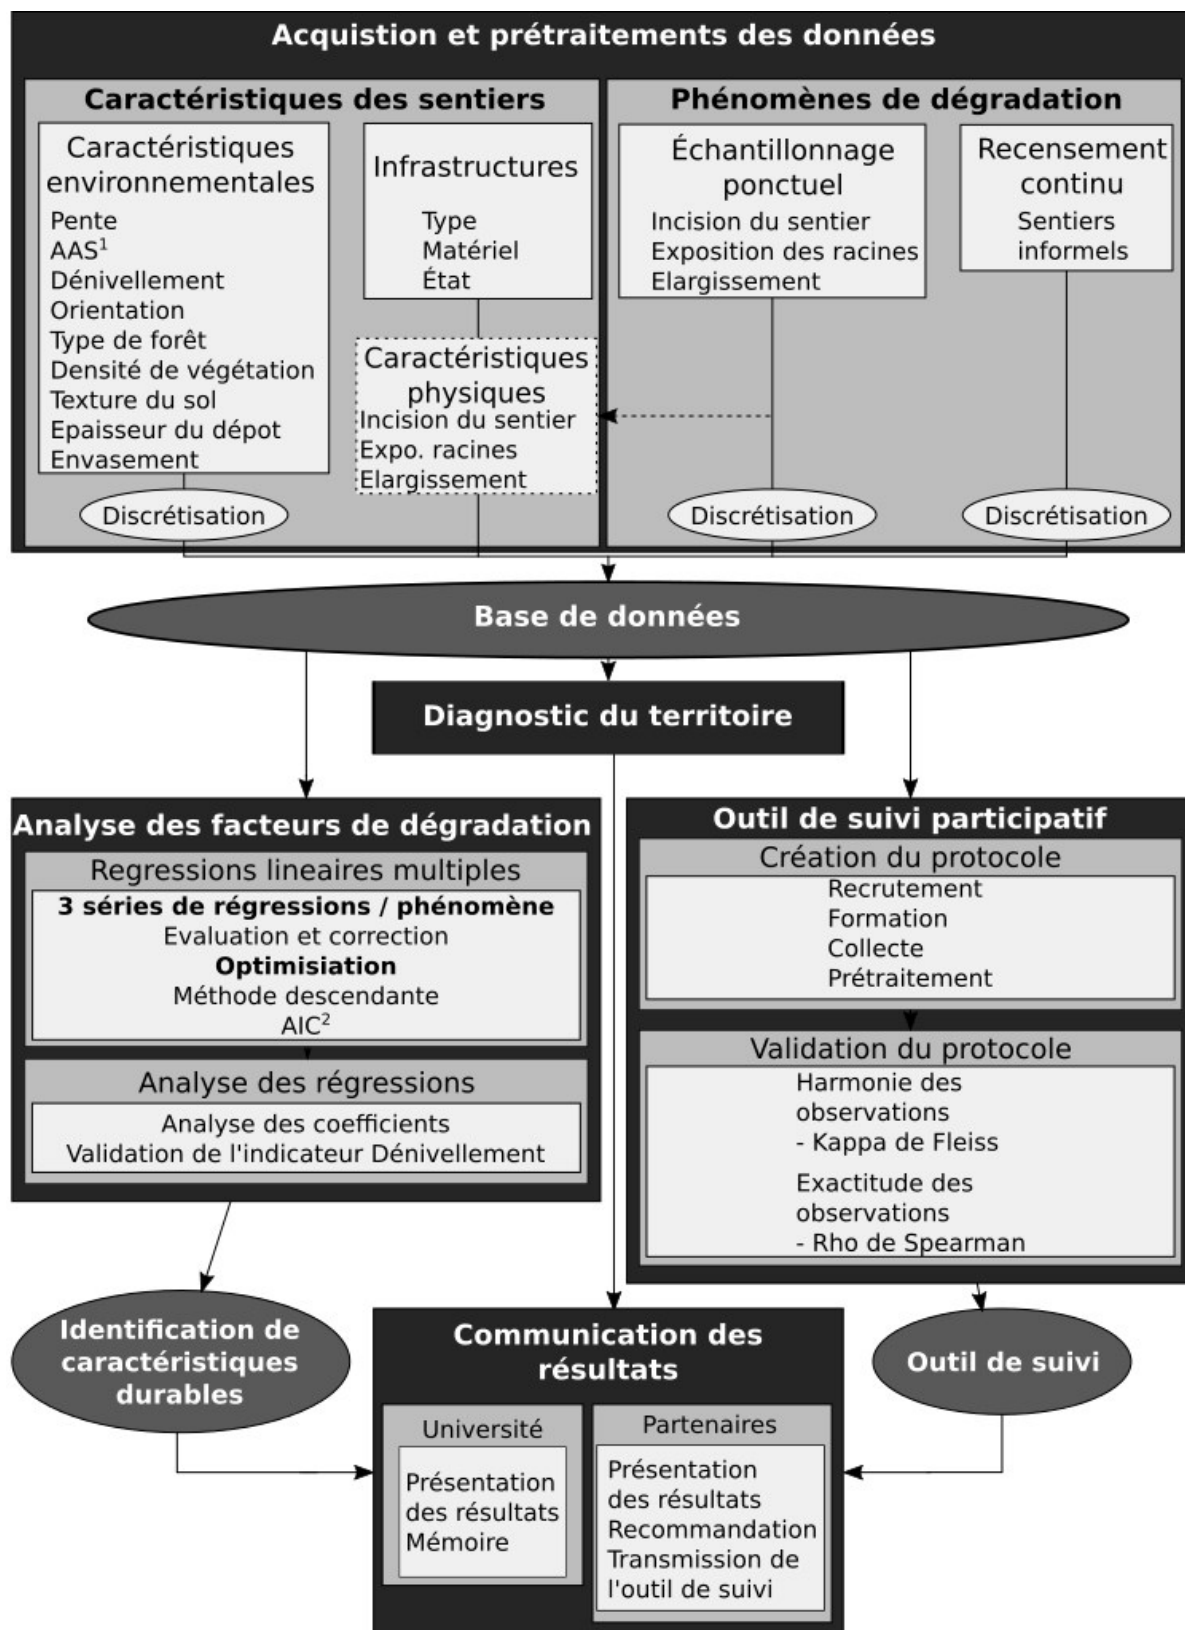 Acquistion et prétraitements des données
Caractéristiques des sentiers
Caractéristiques
environnementales
Pente
AAS¹
Dénivellement
Orientation
Type de forêt
Densité de végétation
Texture du sol
Epaisseur du dépot
Envasement
Discrétisation
Infrastructures
Type
Matériel
État
Caractéristiques
physiques
Incision du sentier
Expo. racines
Elargissement
Phénomènes de dégradation
Échantillonnage
ponctuel
Incision du sentier
Exposition des racines
Elargissement
Discrétisation
Recensement
continu
Sentiers
informels
Discrétisation
Base de données
Diagnostic du territoire
Analyse des facteurs de dégradation
Regressions lineaires multiples
3 séries de régressions / phénomène
Evaluation et correction
Optimisiation
Méthode descendante
AIC²
Analyse des régressions
Analyse des coefficients
Validation de l'indicateur Dénivellement
Outil de suivi participatif
Création du protocole
Recrutement
Formation
Collecte
Prétraitement
Validation du protocole
Harmonie des
observations
- Kappa de Fleiss
Exactitude des
observations
- Rho de Spearman
Identification de
caractéristiques
durables
Communication des
résultats
Université
Présentation
des résultats
Mémoire
Partenaires
Présentation
des résultats
Recommandation
Transmission de
l'outil de suivi
Outil de suivi